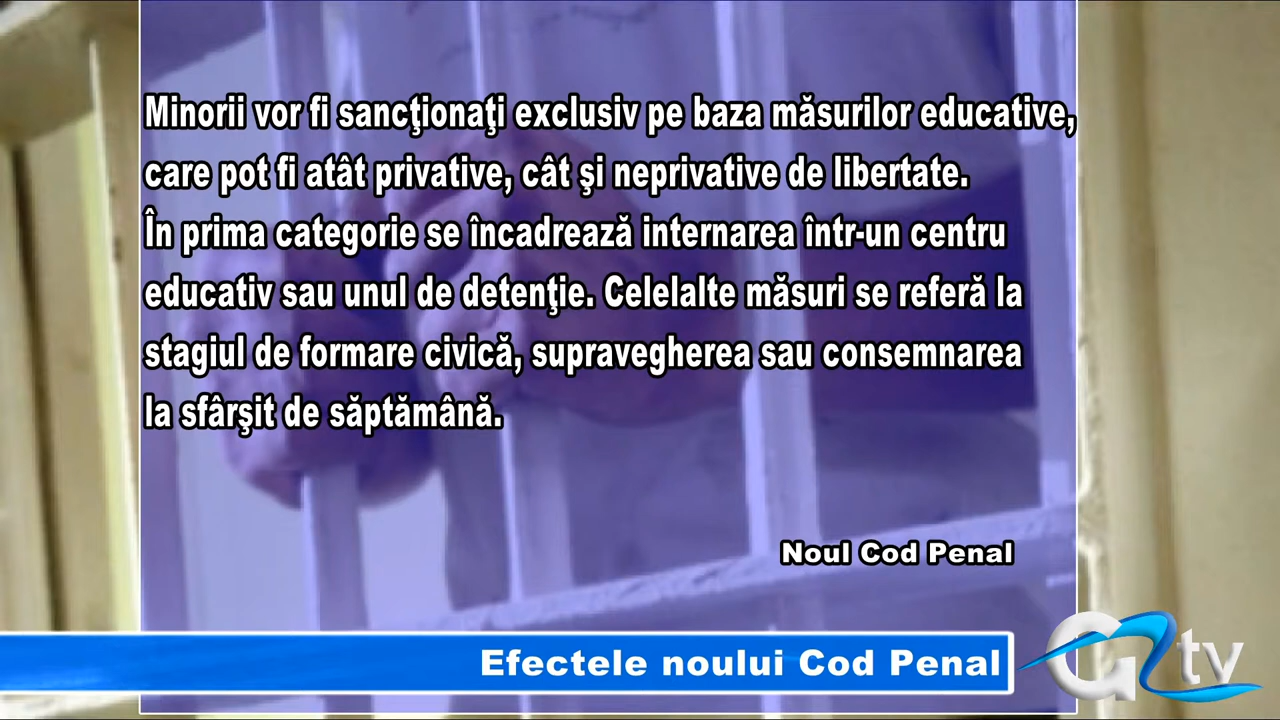 Minorii vor fi sancţionaţi exclusiv pe baza măsurilor educative,
care pot fi atât privative, cât şi neprivative de libertate.
În prima categorie se încadrează internarea într-un centru
educativ sau unul de detenţie. Celelalte măsuri se referă la
stagiul de formare civică, supravegherea sau consemnarea
la sfârşit de săptămână.
Noul Cod Penal
Efectele noului Cod Penal
G tv